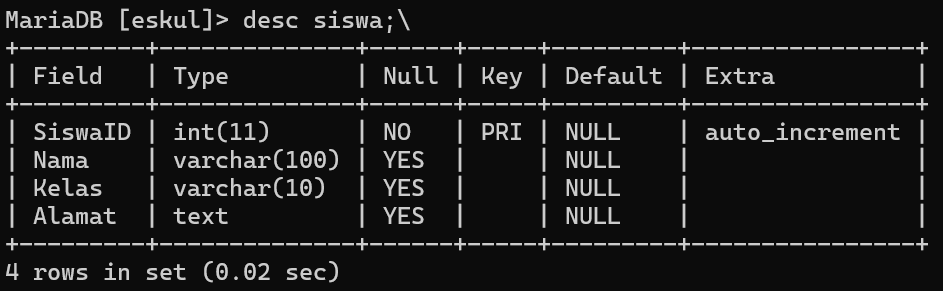 MariaDB [eskul]> desc siswa;\
+---------+--------------+------+-----+---------+----------------+
| Field   | Type         | Null | Key | Default | Extra          |
+---------+--------------+------+-----+---------+----------------+
| SiswaID | int(11)      | NO   | PRI | NULL    | auto_increment |
| Nama    | varchar(100) | YES  |     | NULL    |                |
| Kelas   | varchar(10)  | YES  |     | NULL    |                |
| Alamat  | text         | YES  |     | NULL    |                |
+---------+--------------+------+-----+---------+----------------+
4 rows in set (0.02 sec)